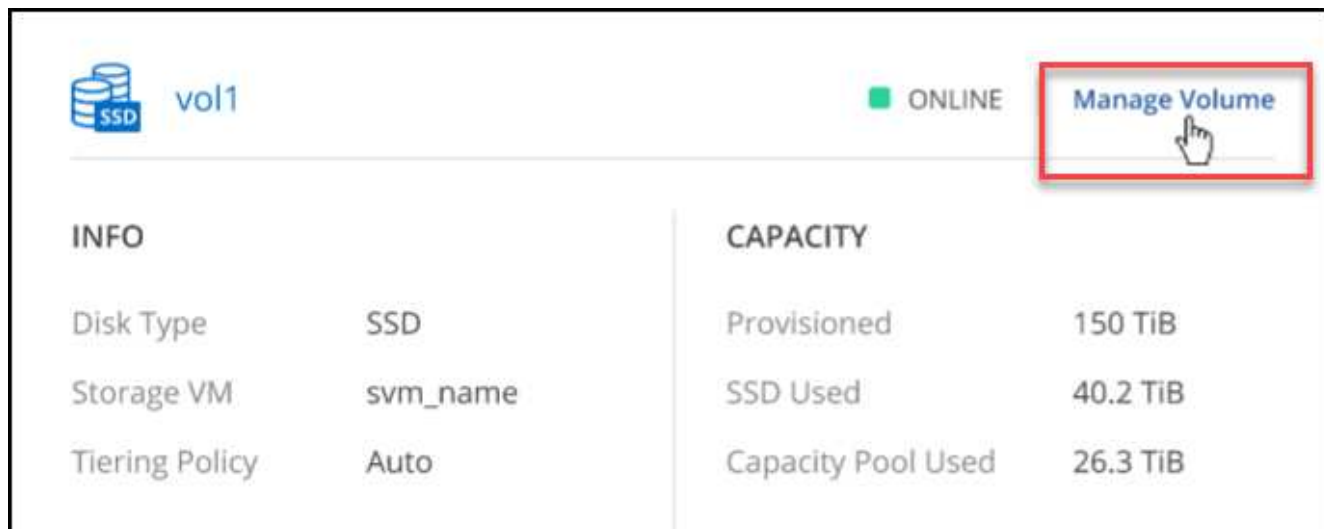 vol1 ONLINE Manage Volume
SSD
INFO
Disk Type SSD
Storage VM svm_name
Tiering Policy Auto
CAPACITY
Provisioned 150 TiB
SSD Used 40.2 TiB
Capacity Pool Used 26.3 TiB